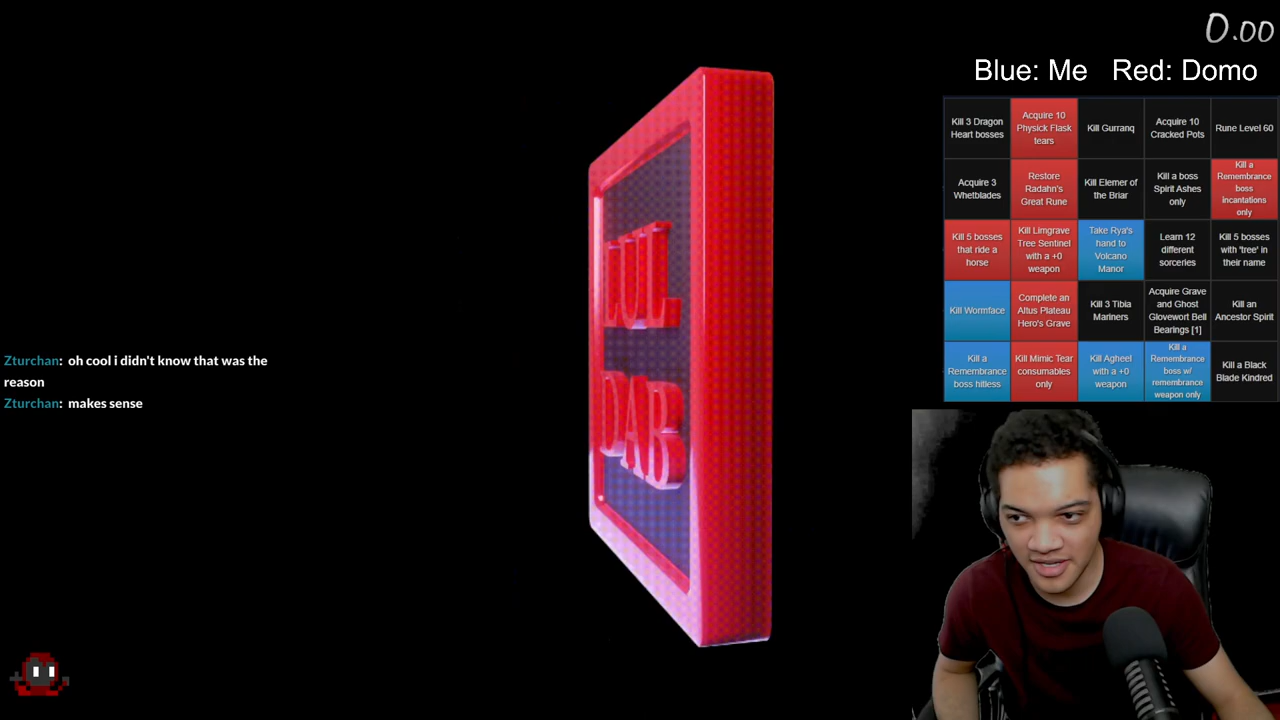 0.00
Blue: Me Red: Domo
Kill 3 Dragon
Heart bosses
Acquire 10
Physick Flask
tears
Kill Gurranq
Acquire 10
Cracked Pots
Rune Level 60
Acquire 3
Whetblades
Restore
Radahn's
Great Rune
Kill Elemer of
the Briar
Kill a boss
Spirit Ashes
only
Kill a
Remembrance
boss
Incantations
only
Kill 5 bosses
that ride a
horse
Kill Limgrave
Tree Sentinel
with a +0
weapon
Take Rya's
hand to
Volcano
Manor
Learn 12
different
sorceries
Kill 5 bosses
with 'tree' in
their name
Kill Wormface
Complete an
Altus Plateau
Hero's Grave
Kill 3 Tibia
Mariners
Acquire Grave
and Ghost
Glovewort Bell
Bearings [1]
Kill an
Ancestor Spirit
Kill a
Remembrance
boss hitless
Kill Mimic Tear
consumables
only
Kill Agheel
with a +0
weapon
Kill a
Remembrance
boss w/
remembrance
weapon only
Kill a Black
Blade Kindred
LUL
DAB
Zturchan: oh cool i didn't know that was the
reason
Zturchan: makes sense